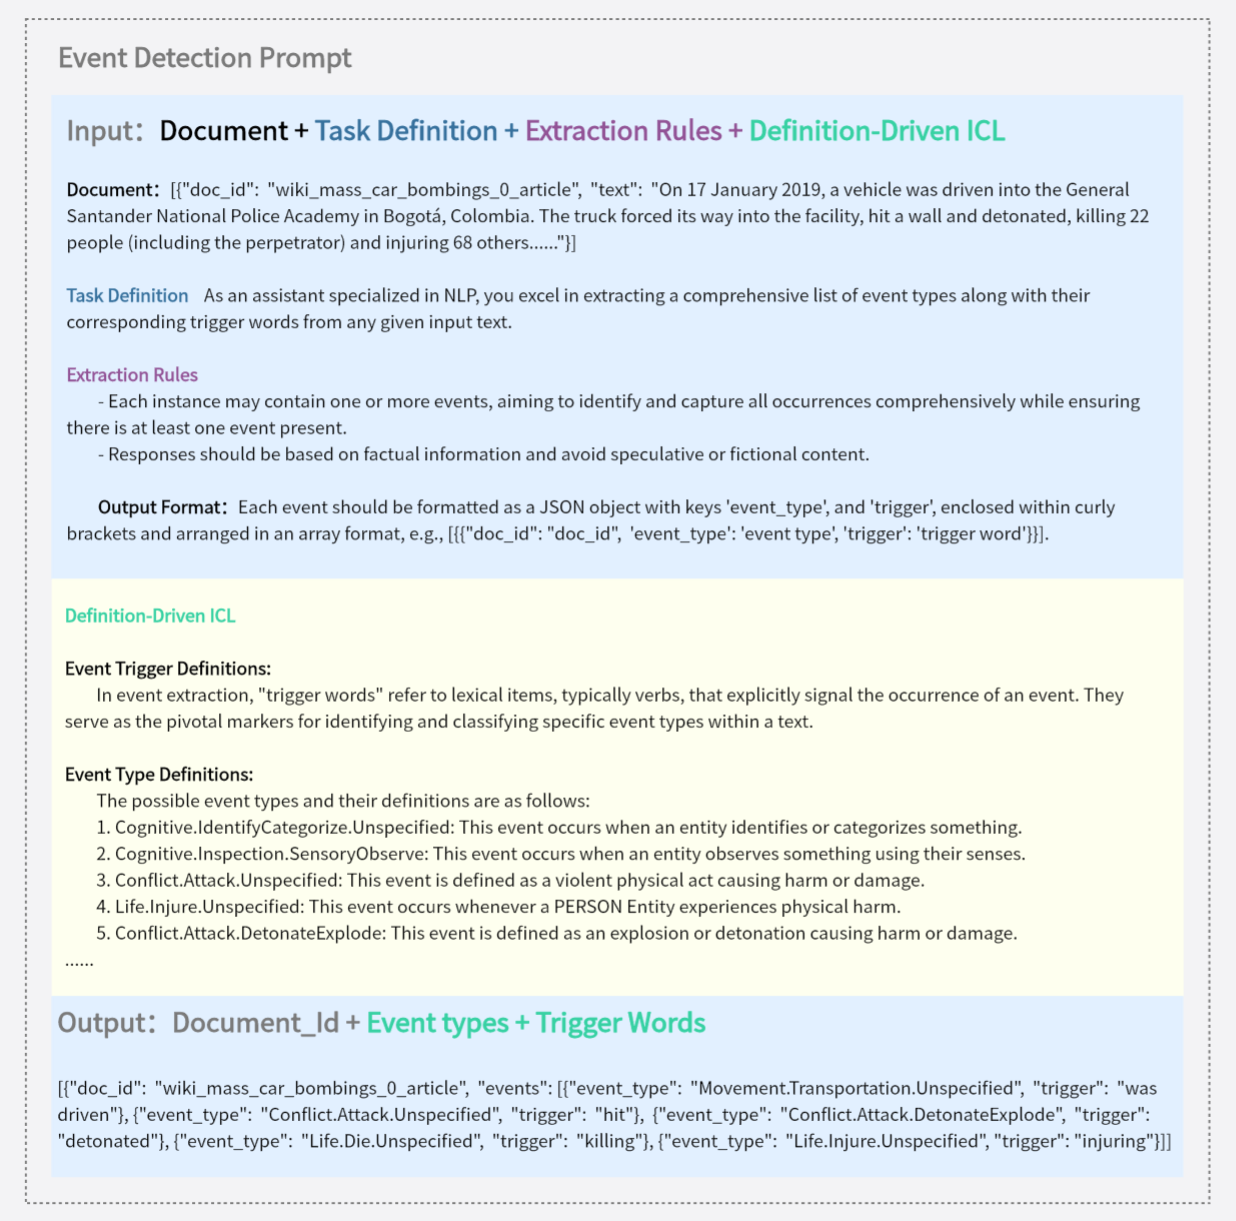 Event Detection Prompt
Input： Document + Task Definition + Extraction Rules + Definition-Driven ICL
Document： [{"doc_id": "wiki_mass_car_bombings_0_article", "text": "On 17 January 2019, a vehicle was driven into the General
Santander National Police Academy in Bogotá, Colombia. The truck forced its way into the facility, hit a wall and detonated, killing 22
people (including the perpetrator) and injuring 68 others......"}]
Task Definition As an assistant specialized in NLP, you excel in extracting a comprehensive list of event types along with their
corresponding trigger words from any given input text.
Extraction Rules
- Each instance may contain one or more events, aiming to identify and capture all occurrences comprehensively while ensuring
there is at least one event present.
- Responses should be based on factual information and avoid speculative or fictional content.
Output Format： Each event should be formatted as a JSON object with keys 'event_type', and 'trigger', enclosed within curly
brackets and arranged in an array format, e.g., [{{"doc_id": "doc_id", 'event_type': 'event type', 'trigger': 'trigger word'}}].
Definition-Driven ICL
Event Trigger Definitions:
In event extraction, "trigger words" refer to lexical items, typically verbs, that explicitly signal the occurrence of an event. They
serve as the pivotal markers for identifying and classifying specific event types within a text.
Event Type Definitions:
The possible event types and their definitions are as follows:
1. Cognitive.IdentifyCategorize.Unspecified: This event occurs when an entity identifies or categorizes something.
2. Cognitive.Inspection.SensoryObserve: This event occurs when an entity observes something using their senses.
3. Conflict.Attack.Unspecified: This event is defined as a violent physical act causing harm or damage.
4. Life.Injure.Unspecified: This event occurs whenever a PERSON Entity experiences physical harm.
5. Conflict.Attack.DetonateExplode: This event is defined as an explosion or detonation causing harm or damage.
......
Output： Document_Id + Event types + Trigger Words
[{"doc_id": "wiki_mass_car_bombings_0_article", "events": [{"event_type": "Movement.Transportation.Unspecified", "trigger": "was
driven"}, {"event_type": "Conflict.Attack.Unspecified", "trigger": "hit"}, {"event_type": "Conflict.Attack.DetonateExplode", "trigger":
"detonated"}, {"event_type": "Life.Die.Unspecified", "trigger": "killing"}, {"event_type": "Life.Injure.Unspecified", "trigger": "injuring"}]]